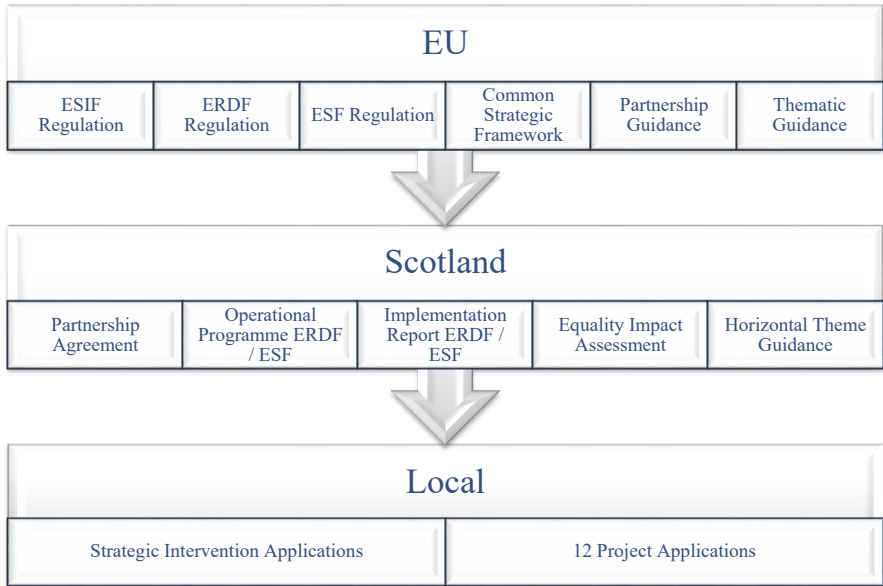 EU
ESIF
Regulation
ERDF
Regulation
ESF Regulation
Common
Strategic
Framework
Partnership
Guidance
Thematic
Guidance
Scotland
Partnership
Agreement
Operational
Programme ERDF
/ ESF
Implementation
Report ERDF /
ESF
Equality Impact
Assessment
Horizontal Theme
Guidance
Local
Strategic Intervention Applications
12 Project Applications